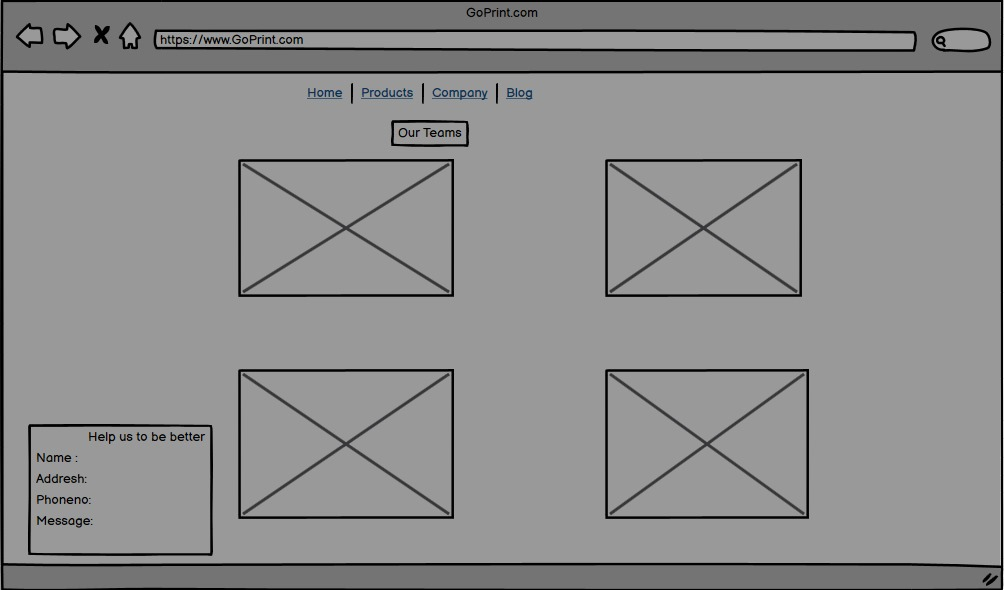 GoPrint.com
https://www.GoPrint.com
Home Products Company Blog
Our Teams
Help us to be better
Name :
Addresh:
Phoneno:
Message: